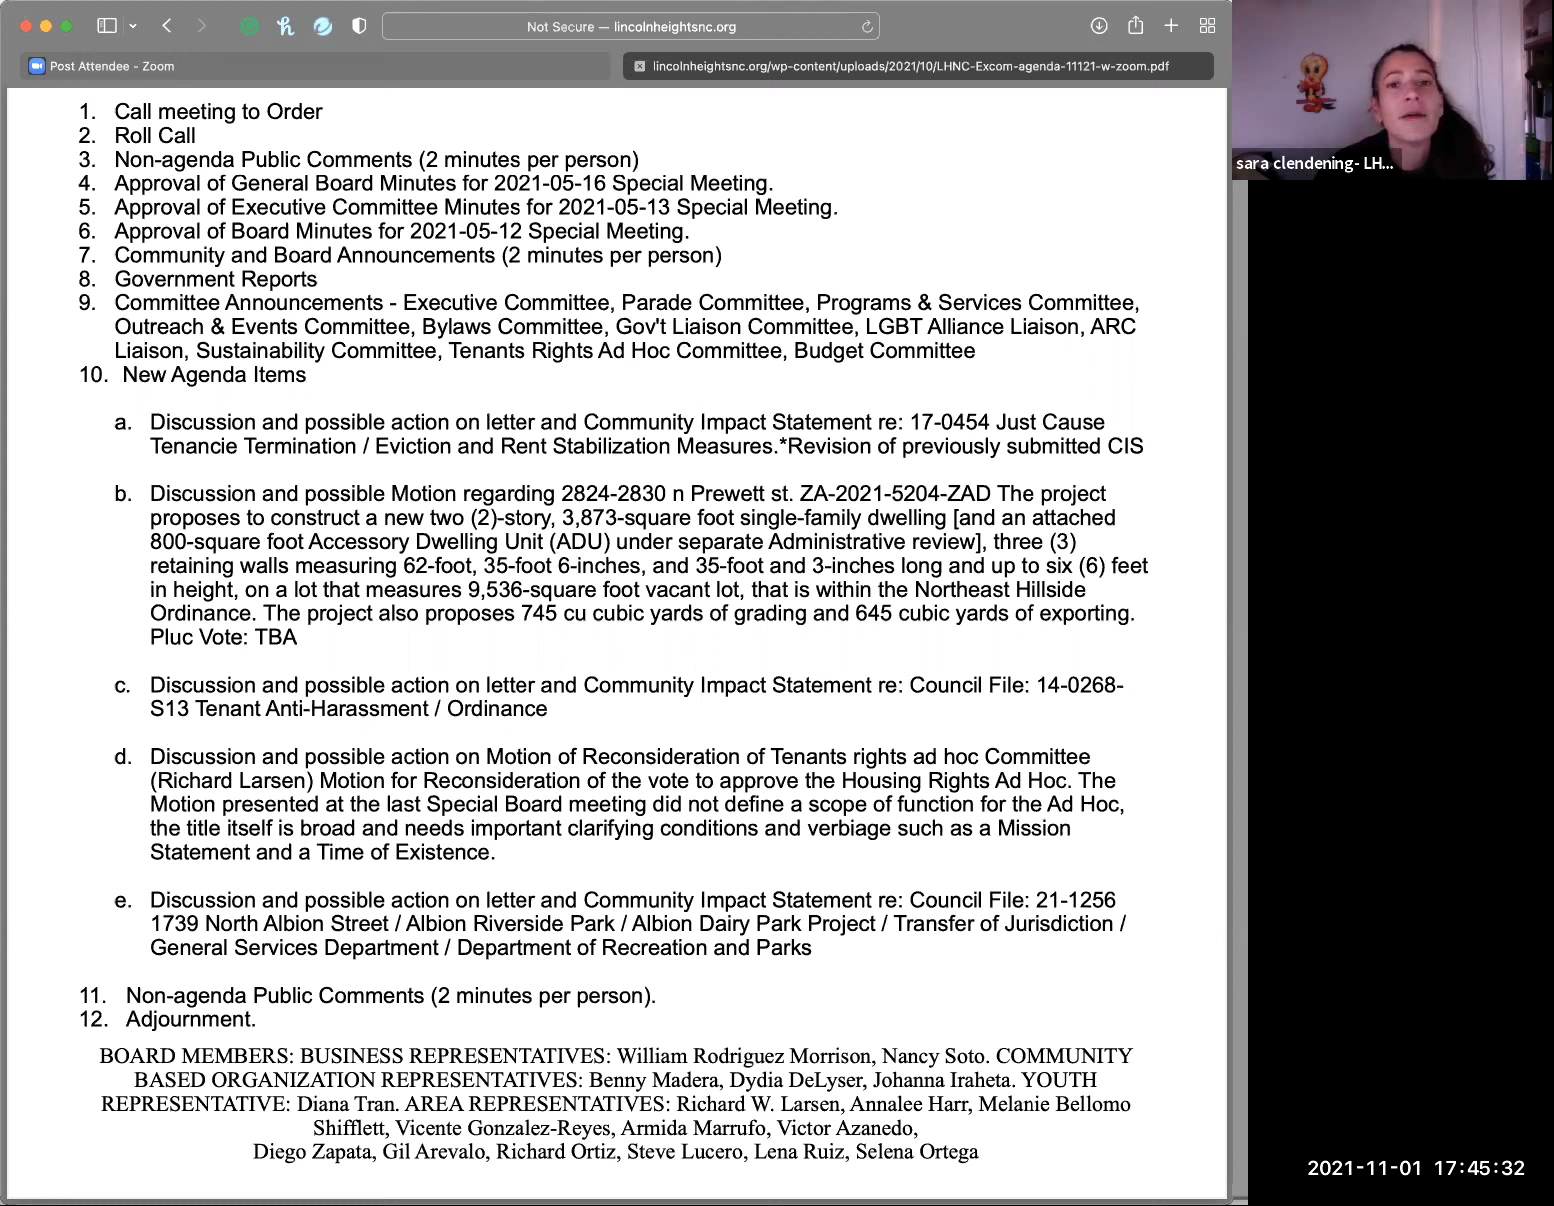 Not Secure — lincolnheightsnc.org
Post Attendee - Zoom
lincolnheightsnc.org/wp-content/uploads/2021/10/LHNC-Excom-agenda-11121-w-zoom.pdf
sara clendening- LH...
1. Call meeting to Order
2. Roll Call
3. Non-agenda Public Comments (2 minutes per person)
4. Approval of General Board Minutes for 2021-05-16 Special Meeting.
5. Approval of Executive Committee Minutes for 2021-05-13 Special Meeting.
6. Approval of Board Minutes for 2021-05-12 Special Meeting.
7. Community and Board Announcements (2 minutes per person)
8. Government Reports
9. Committee Announcements - Executive Committee, Parade Committee, Programs & Services Committee,
Outreach & Events Committee, Bylaws Committee, Gov't Liaison Committee, LGBT Alliance Liaison, ARC
Liaison, Sustainability Committee, Tenants Rights Ad Hoc Committee, Budget Committee
10. New Agenda Items
a. Discussion and possible action on letter and Community Impact Statement re: 17-0454 Just Cause
Tenancie Termination / Eviction and Rent Stabilization Measures.*Revision of previously submitted CIS
b. Discussion and possible Motion regarding 2824-2830 n Prewett st. ZA-2021-5204-ZAD The project
proposes to construct a new two (2)-story, 3,873-square foot single-family dwelling [and an attached
800-square foot Accessory Dwelling Unit (ADU) under separate Administrative review], three (3)
retaining walls measuring 62-foot, 35-foot 6-inches, and 35-foot and 3-inches long and up to six (6) feet
in height, on a lot that measures 9,536-square foot vacant lot, that is within the Northeast Hillside
Ordinance. The project also proposes 745 cu cubic yards of grading and 645 cubic yards of exporting.
Pluc Vote: TBA
c. Discussion and possible action on letter and Community Impact Statement re: Council File: 14-0268-
S13 Tenant Anti-Harassment / Ordinance
d. Discussion and possible action on Motion of Reconsideration of Tenants rights ad hoc Committee
(Richard Larsen) Motion for Reconsideration of the vote to approve the Housing Rights Ad Hoc. The
Motion presented at the last Special Board meeting did not define a scope of function for the Ad Hoc,
the title itself is broad and needs important clarifying conditions and verbiage such as a Mission
Statement and a Time of Existence.
e. Discussion and possible action on letter and Community Impact Statement re: Council File: 21-1256
1739 North Albion Street / Albion Riverside Park / Albion Dairy Park Project / Transfer of Jurisdiction /
General Services Department / Department of Recreation and Parks
11. Non-agenda Public Comments (2 minutes per person).
12. Adjournment.
BOARD MEMBERS: BUSINESS REPRESENTATIVES: William Rodriguez Morrison, Nancy Soto. COMMUNITY
BASED ORGANIZATION REPRESENTATIVES: Benny Madera, Dydia DeLyser, Johanna Iraheta. YOUTH
REPRESENTATIVE: Diana Tran. AREA REPRESENTATIVES: Richard W. Larsen, Annalee Harr, Melanie Bellomo
Shifflett, Vicente Gonzalez-Reyes, Armida Marrufo, Victor Azanedo,
Diego Zapata, Gil Arevalo, Richard Ortiz, Steve Lucero, Lena Ruiz, Selena Ortega
2021-11-01 17:45:32